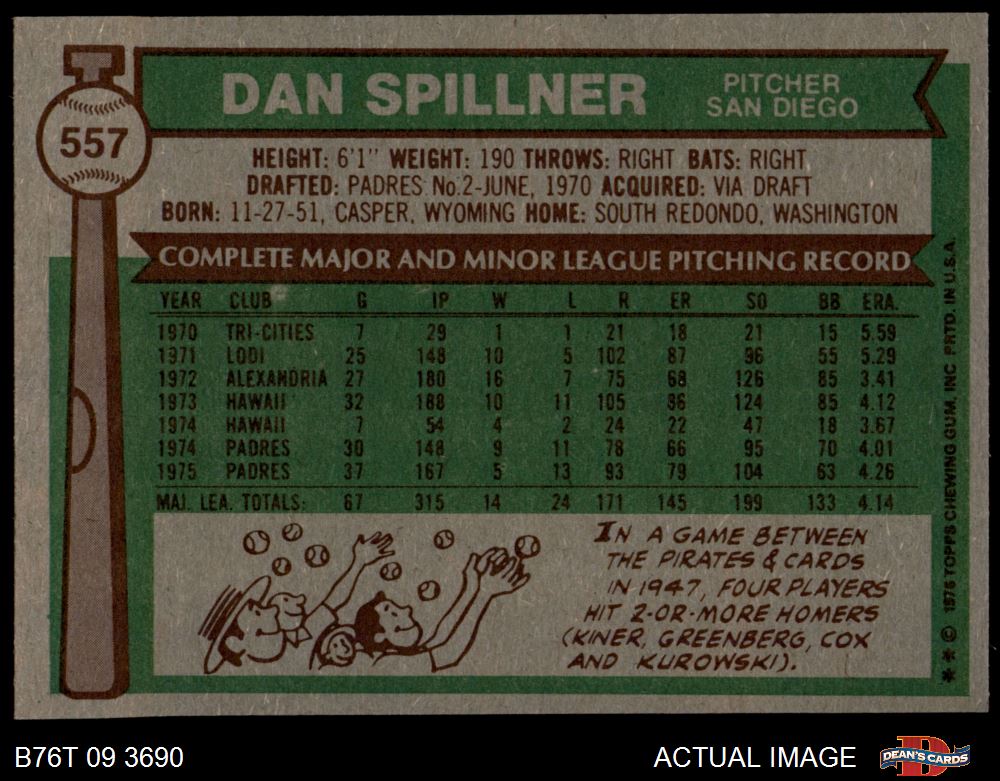 557
DAN SPILLNER
PITCHER
SAN DIEGO
HEIGHT: 6'1" WEIGHT: 190 THROWS: RIGHT BATS: RIGHT
DRAFTED: PADRES No.2-JUNE, 1970 ACQUIRED: VIA DRAFT
BORN: 11-27-51, CASPER, WYOMING HOME: SOUTH REDONDO, WASHINGTON
COMPLETE MAJOR AND MINOR LEAGUE PITCHING RECORD
YEAR CLUB G IP W L R ER SO BB ERA.
1970 TRI-CITIES 7 29 1 1 21 18 21 15 5.59
1971 LODI 25 148 10 5 102 87 96 55 5.29
1972 ALEXANDRIA 27 180 16 7 75 68 126 85 3.41
1973 HAWAII 32 188 10 11 105 86 124 85 4.12
1974 HAWAII 7 54 4 2 24 22 47 18 3.67
1974 PADRES 30 148 9 11 78 66 95 70 4.01
1975 PADRES 37 167 5 13 93 79 104 63 4.26
MAJ. LEA. TOTALS: 67 315 14 24 171 145 199 133 4.14
IN A GAME BETWEEN
THE PIRATES & CARDS
IN 1947, FOUR PLAYERS
HIT 2-OR-MORE HOMERS
(KINER, GREENBERG, COX
AND KUROWSKI).
** © 1976 TOPPS CHEWING GUM, INC PRTD. IN U.S.A.
B76T 09 3690
ACTUAL IMAGE
DEAN'S CARDS